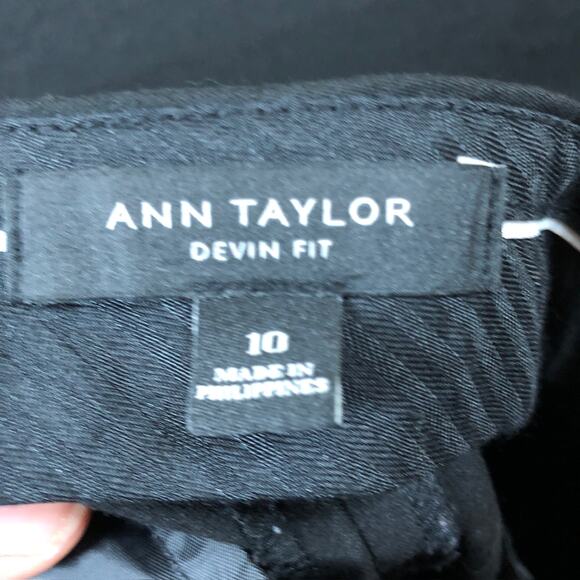 ANN TAYLOR
DEVIN FIT
10
MADE IN
PHILIPPINES